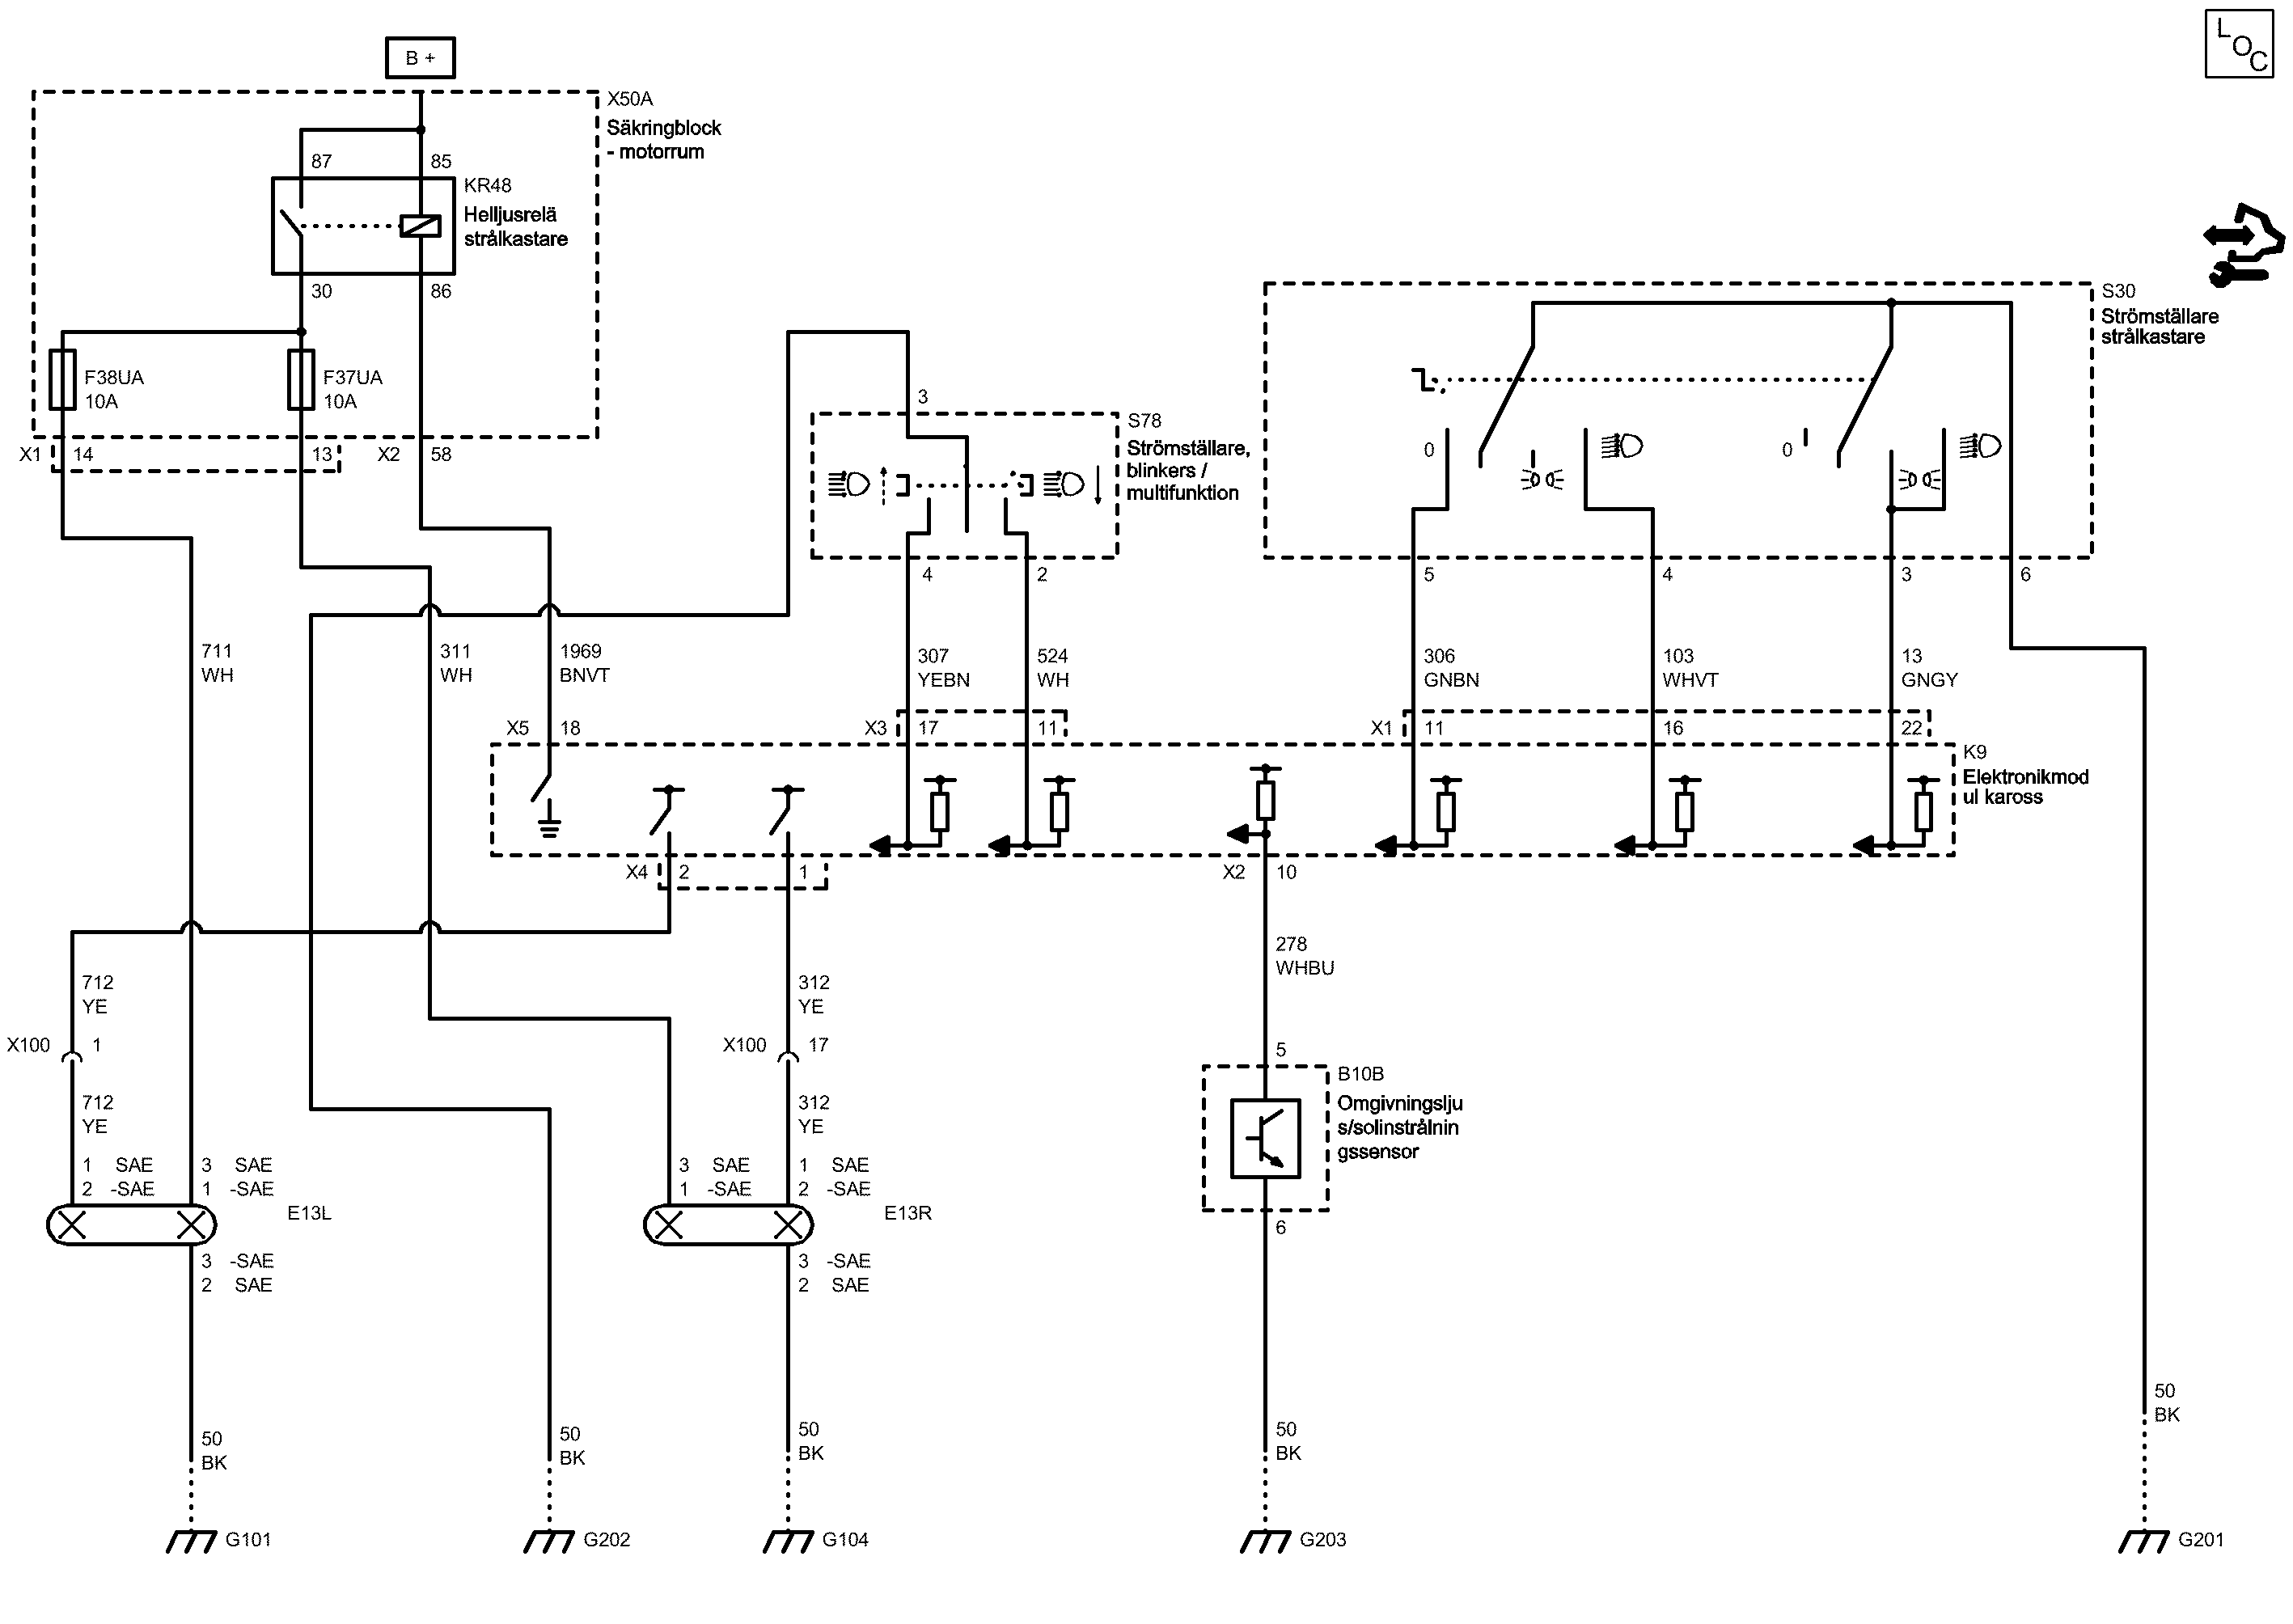 LOC
B +
X50A
Säkringblock
- motorrum
87
85
KR48
Helljusrelä
strålkastare
30
86
F38UA
10A
F37UA
10A
X1
14
13
X2
58
S30
Strömställare
strålkastare
3
S78
Strömställare,
blinkers /
multifunktion
0
0
4
2
5
4
3
6
711
WH
311
WH
1969
BNVT
307
YEBN
524
WH
306
GNBN
103
WHVT
13
GNGY
X5
18
X3
17
11
X1
11
16
22
K9
Elektronikmod
ul kaross
X4
2
1
X2
10
712
YE
312
YE
278
WHBU
X100
1
X100
17
712
YE
312
YE
5
B10B
Omgivningslju
s/solinstrålnin
gssensor
6
1 SAE
2 -SAE
3 SAE
1 -SAE
E13L
3 SAE
1 -SAE
1 SAE
2 -SAE
E13R
3 -SAE
2 SAE
3 -SAE
2 SAE
50
BK
50
BK
50
BK
50
BK
50
BK
G101
G202
G104
G203
G201